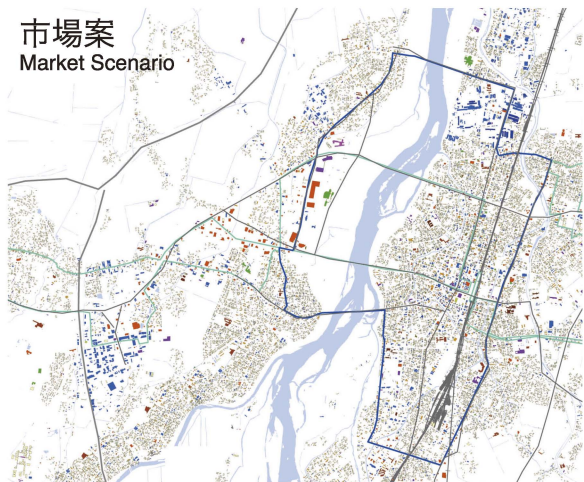 市場案
Market Scenario